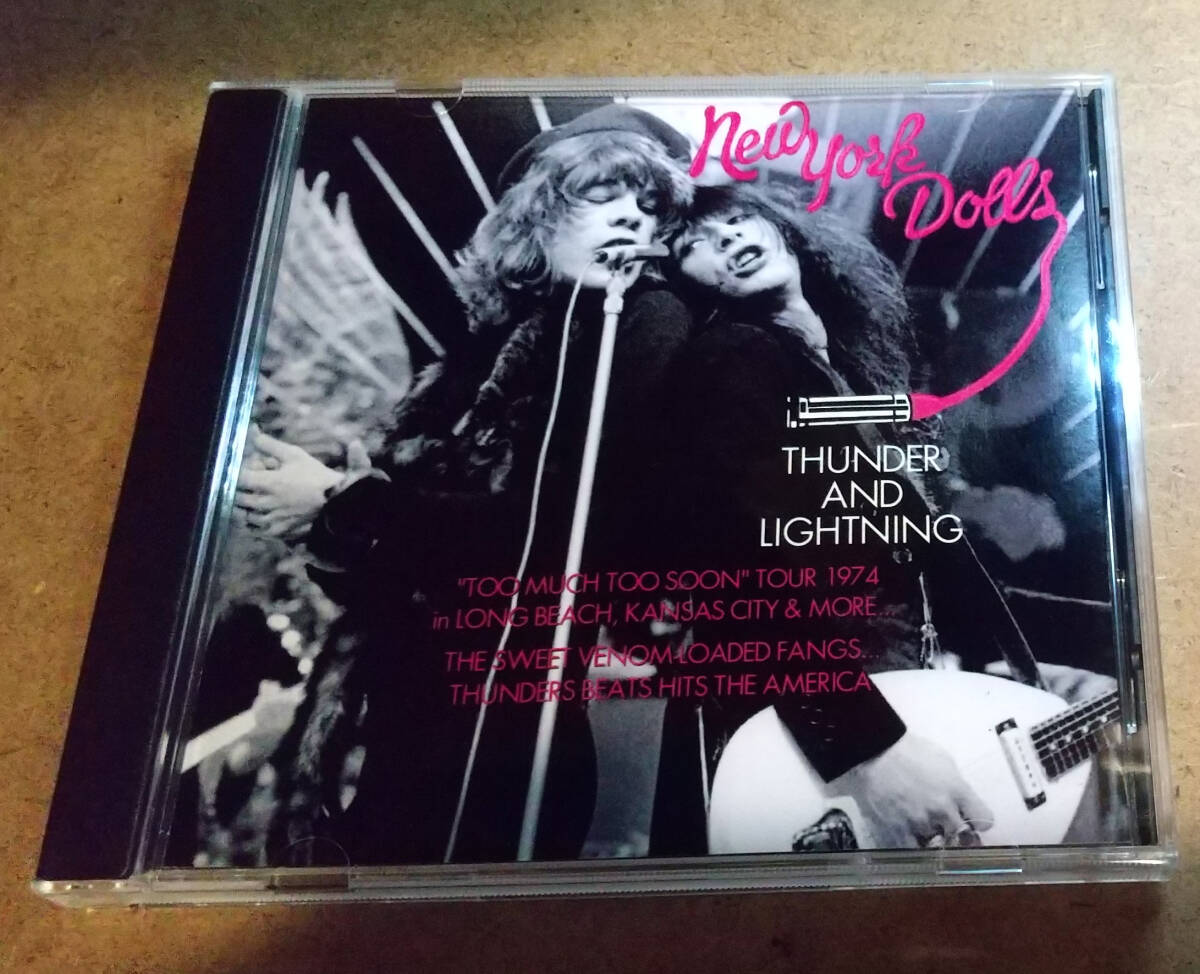 New York
Dolls
THUNDER
AND
LIGHTNING
"TOO MUCH TOO SOON" TOUR 1974
in LONG BEACH, KANSAS CITY & MORE...
THE SWEET VENOM-LOADED FANGS...
THUNDERS BEATS HITS THE AMERICA